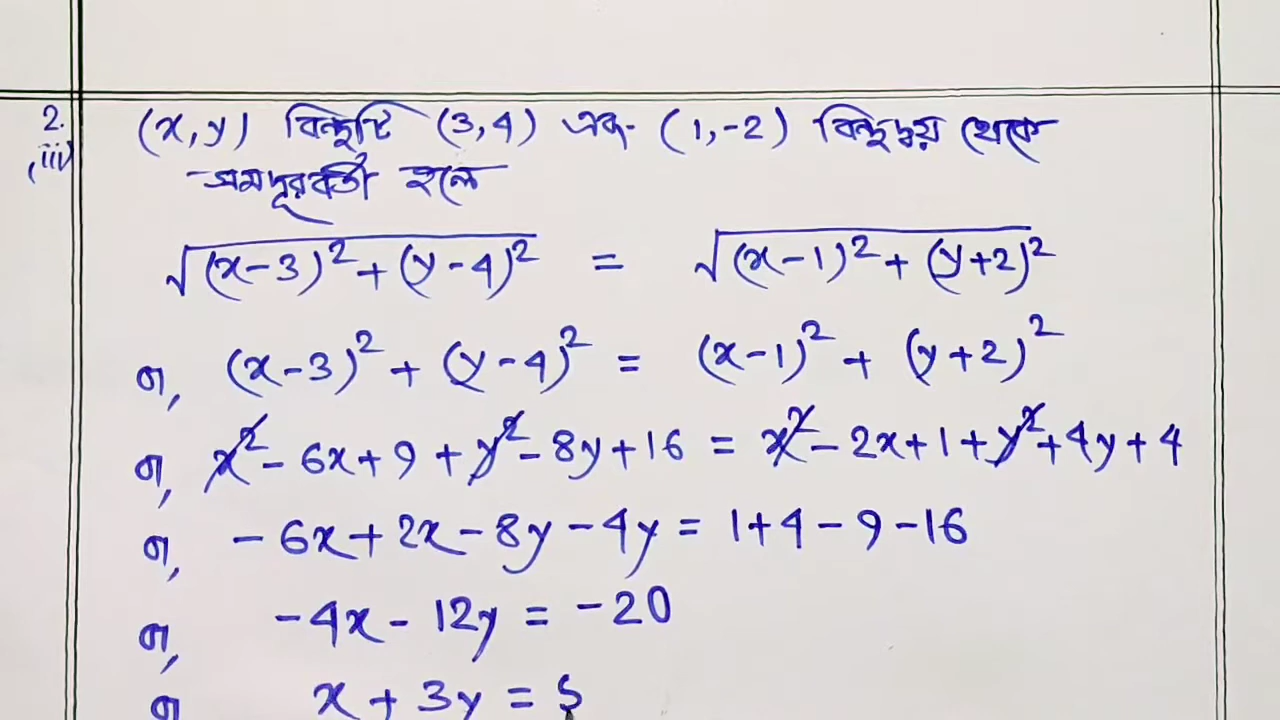 2. (x,y) বিন্দুটি (3,4) এবং (1,-2) বিন্দুদ্বয় থেকে
(iii) সমদূরবর্তী হলে
√(x-3)²+(y-4)² = √(x-1)²+(y+2)²
বা, (x-3)²+(y-4)² = (x-1)²+(y+2)²
বা, x²-6x+9+y²-8y+16 = x²-2x+1+y²+4y+4
বা, -6x+2x-8y-4y = 1+4-9-16
বা, -4x-12y = -20
বা x+3y = 5